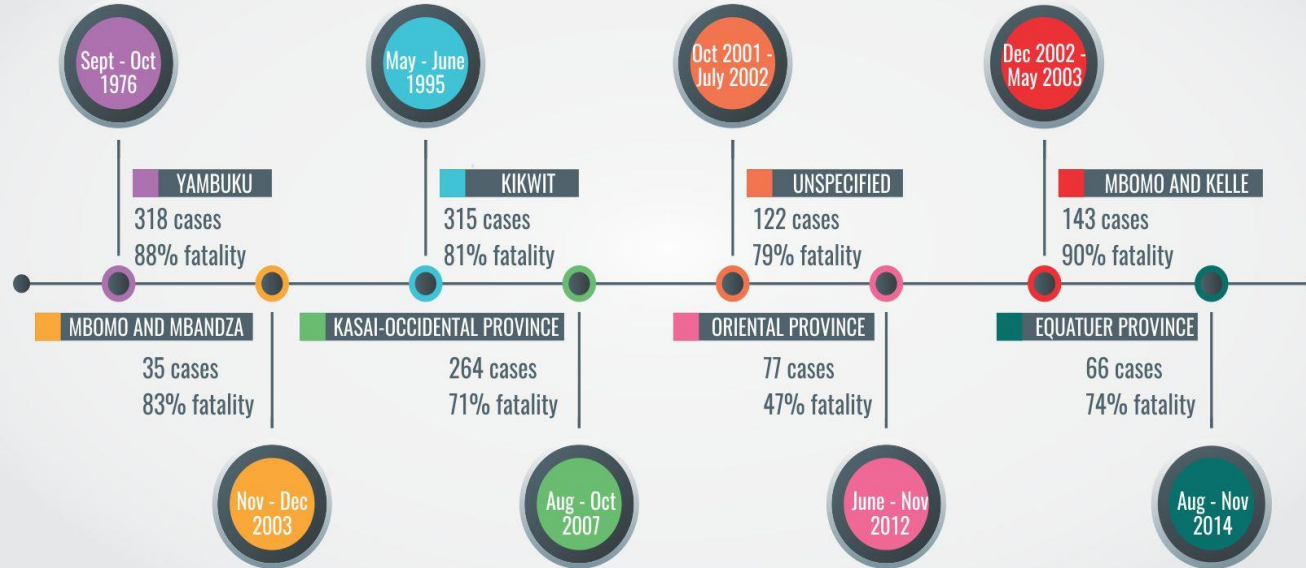 Sept - Oct
1976
May - June
1995
Oct 2001 -
July 2002
Dec 2002 -
May 2003
YAMBUKU
318 cases
88% fatality
KIKWIT
315 cases
81% fatality
UNSPECIFIED
122 cases
79% fatality
MBOMO AND KELLE
143 cases
90% fatality
MBOMO AND MBANDZA
35 cases
83% fatality
KASAI-OCCIDENTAL PROVINCE
264 cases
71% fatality
ORIENTAL PROVINCE
77 cases
47% fatality
EQUATUER PROVINCE
66 cases
74% fatality
Nov - Dec
2003
Aug - Oct
2007
June - Nov
2012
Aug - Nov
2014